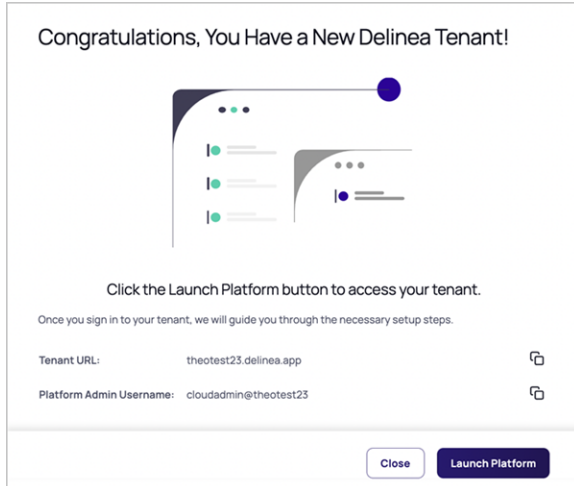 Congratulations, You Have a New Delinea Tenant!
Click the Launch Platform button to access your tenant.
Once you sign in to your tenant, we will guide you through the necessary setup steps.
Tenant URL: theotest23.delinea.app
Platform Admin Username: cloudadmin@theotest23
Close Launch Platform